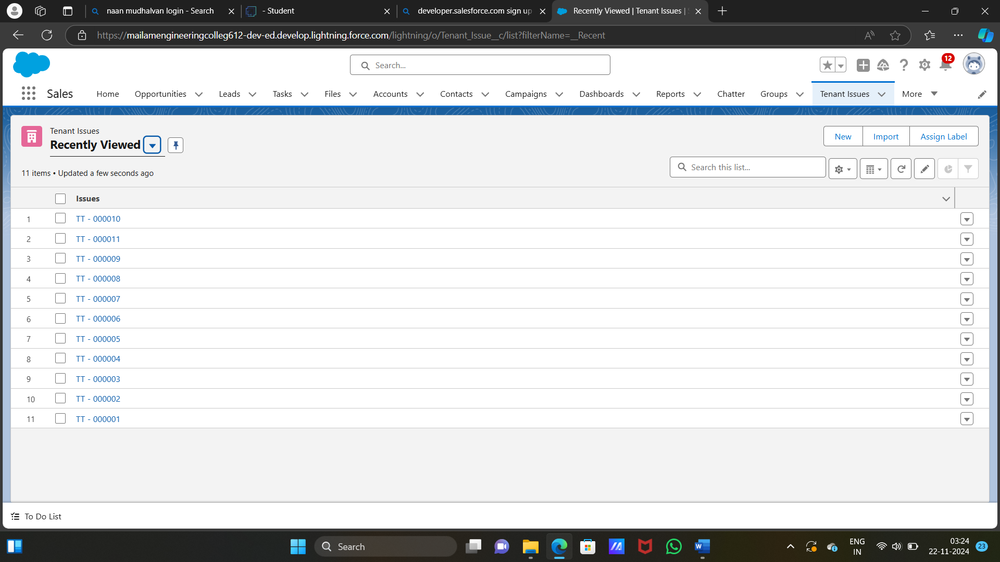 naan mudhalvan login - Search
- Student
developer.salesforce.com sign up
Recently Viewed | Tenant Issues |
https://mailamengineeringcolleg612-dev-ed.develop.lightning.force.com/lightning/o/Tenant_Issue__c/list?filterName=__Recent
Search...
12
Sales
Home
Opportunities
Leads
Tasks
Files
Accounts
Contacts
Campaigns
Dashboards
Reports
Chatter
Groups
Tenant Issues
More
Tenant Issues
Recently Viewed
New
Import
Assign Label
11 items • Updated a few seconds ago
Search this list...
Issues
1 TT - 000010
2 TT - 000011
3 TT - 000009
4 TT - 000008
5 TT - 000007
6 TT - 000006
7 TT - 000005
8 TT - 000004
9 TT - 000003
10 TT - 000002
11 TT - 000001
To Do List
Search
ENG
IN
03:24
22-11-2024
23